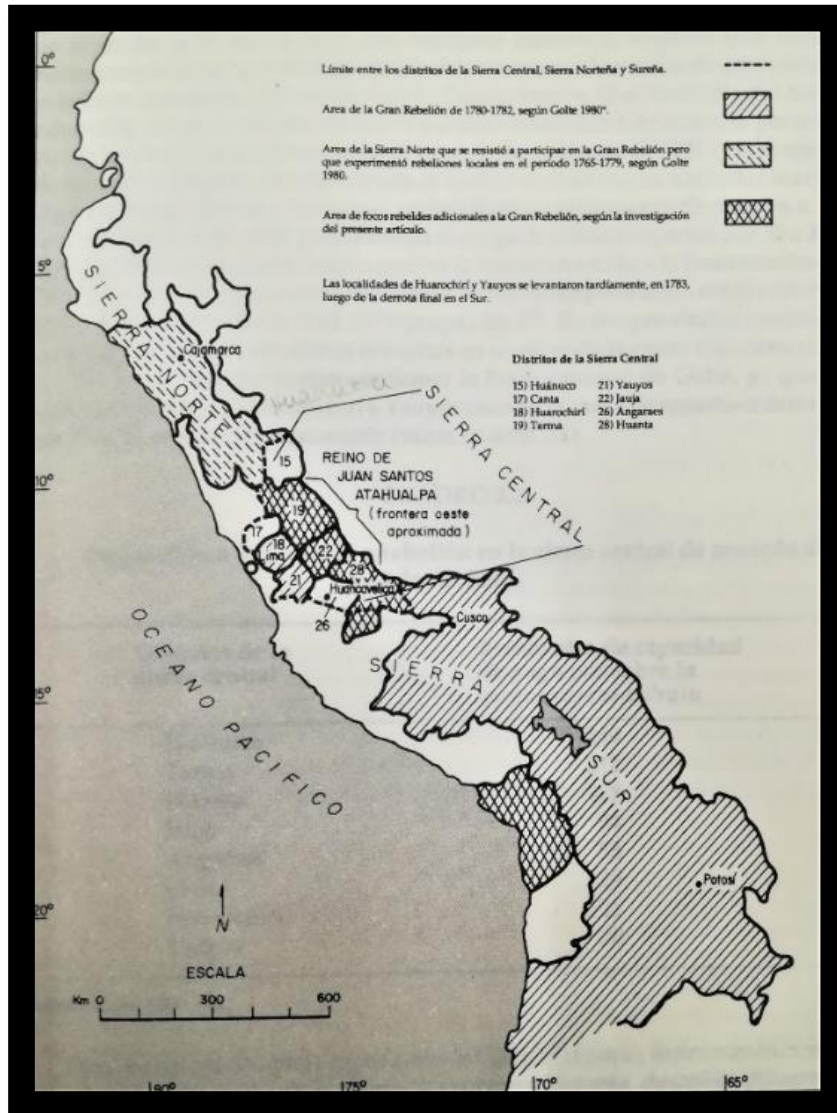 0°
5°
10°
15°
20°
80°
75°
70°
65°
Límite entre los distritos de la Sierra Central, Sierra Norteña y Sureña.
Area de la Gran Rebelión de 1780-1782, según Golte 1980*.
Area de la Sierra Norte que se resistió a participar en la Gran Rebelión pero
que experimentó rebeliones locales en el período 1765-1779, según Golte
1980.
Area de focos rebeldes adicionales a la Gran Rebelión, según la investigación
del presente artículo.
Las localidades de Huarochirí y Yauyos se levantaron tardíamente, en 1783,
luego de la derrota final en el Sur.
Distritos de la Sierra Central
15) Huánuco 21) Yauyos
17) Canta 22) Jauja
18) Huarochirí 26) Angaraes
19) Tarma 28) Huanta
SIERRA NORTE
Cajamarca
SIERRA CENTRAL
REINO DE
JUAN SANTOS
ATAHUALPA
(frontera oeste
aproximada)
15
19
17
18
Lima
22
28
21
Huancavelica
26
Cusco
SIERRA
SUR
Potosí
OCEANO PACIFICO
N
ESCALA
Km 0 300 600